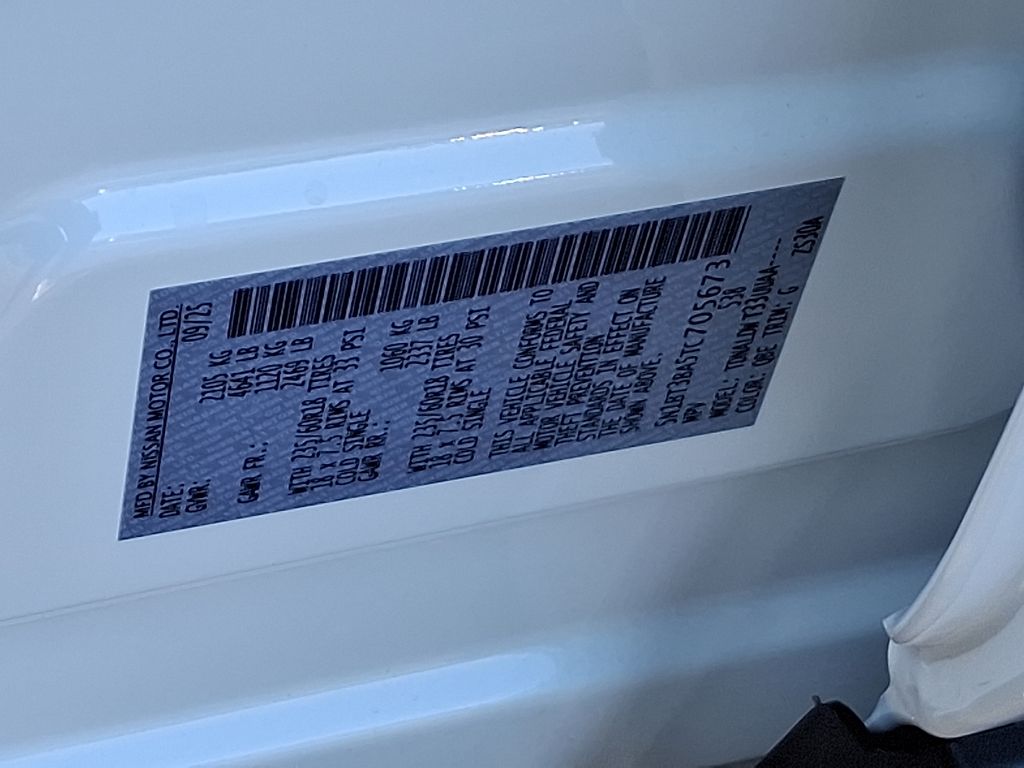 MFD BY NISSAN MOTOR CO., LTD.
DATE: 09/25
GVWR: 2205 KG
4641 LB
GAWR FR.: 1120 KG
2469 LB
WITH 235/60R18 TIRES
18 x 7.5 RIMS AT 33 PSI
COLD SINGLE
GAWR RR.: 1060 KG
2337 LB
WITH 235/60R18 TIRES
18 x 7.5 RIMS AT 30 PSI
COLD SINGLE
THIS VEHICLE CONFORMS TO
ALL APPLICABLE FEDERAL
MOTOR VEHICLE SAFETY AND
THEFT PREVENTION
STANDARDS IN EFFECT ON
THE DATE OF MANUFACTURE
SHOWN ABOVE.
MPV 538
MODEL:
COLOR: QBE TRIM: G